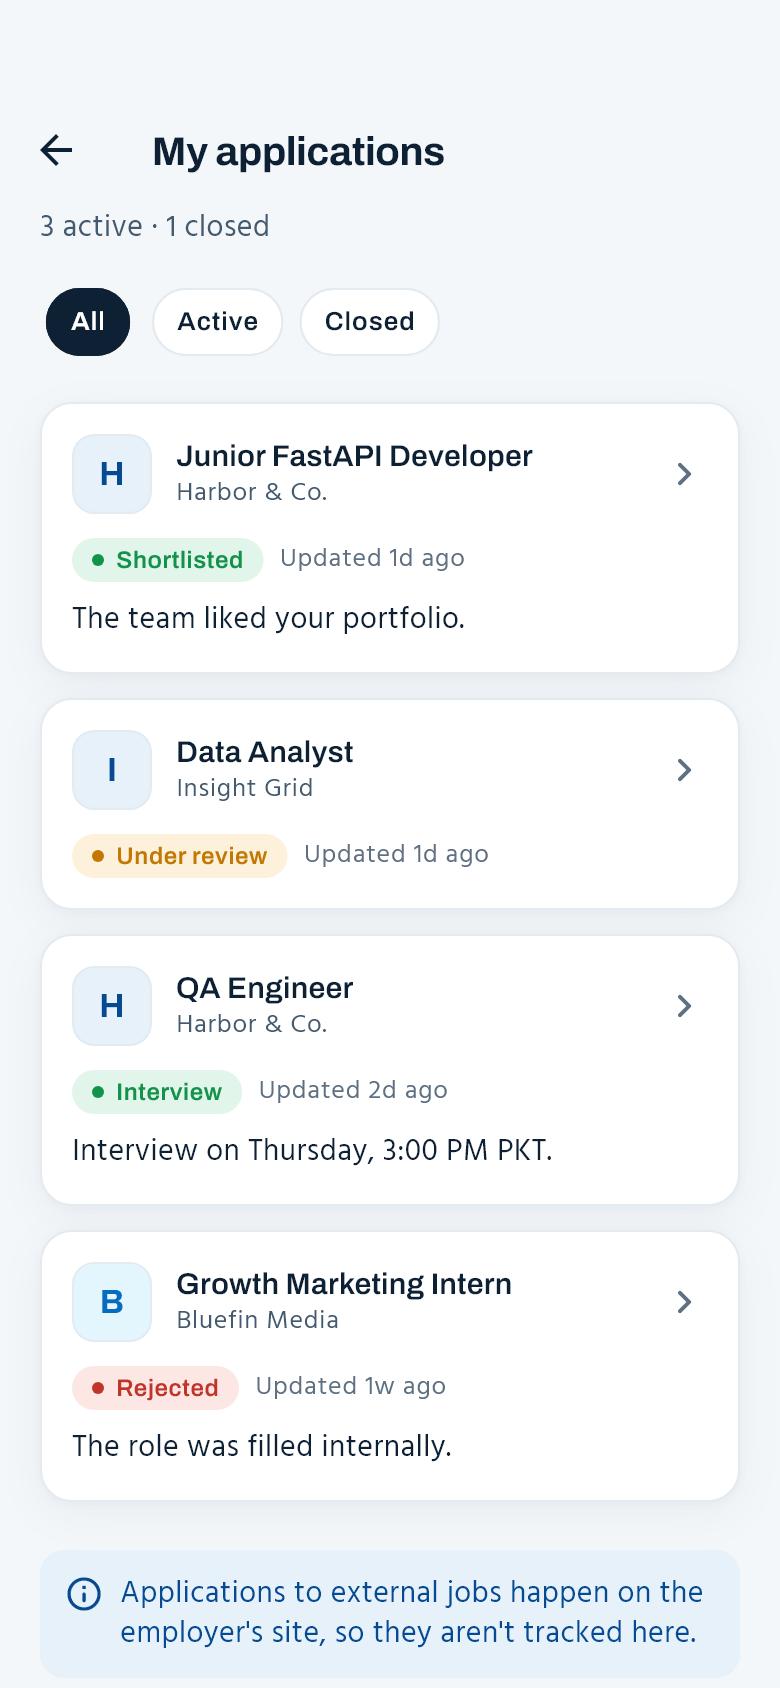 My applications
3 active · 1 closed
All
Active
Closed
H
Junior FastAPI Developer
Harbor & Co.
Shortlisted
Updated 1d ago
The team liked your portfolio.
I
Data Analyst
Insight Grid
Under review
Updated 1d ago
H
QA Engineer
Harbor & Co.
Interview
Updated 2d ago
Interview on Thursday, 3:00 PM PKT.
B
Growth Marketing Intern
Bluefin Media
Rejected
Updated 1w ago
The role was filled internally.
Applications to external jobs happen on the
employer's site, so they aren't tracked here.